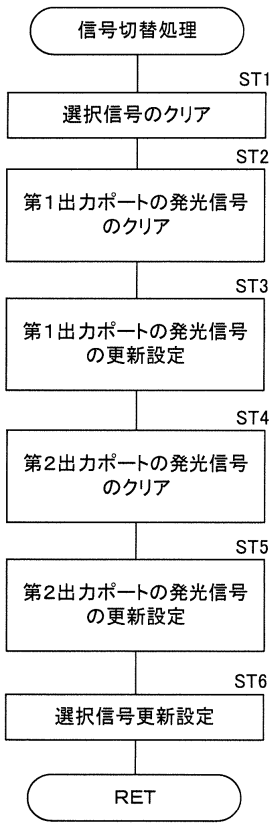 信号切替処理
ST1
選択信号のクリア
ST2
第1出力ポートの発光信号
のクリア
ST3
第1出力ポートの発光信号
の更新設定
ST4
第2出力ポートの発光信号
のクリア
ST5
第2出力ポートの発光信号
の更新設定
ST6
選択信号更新設定
RET